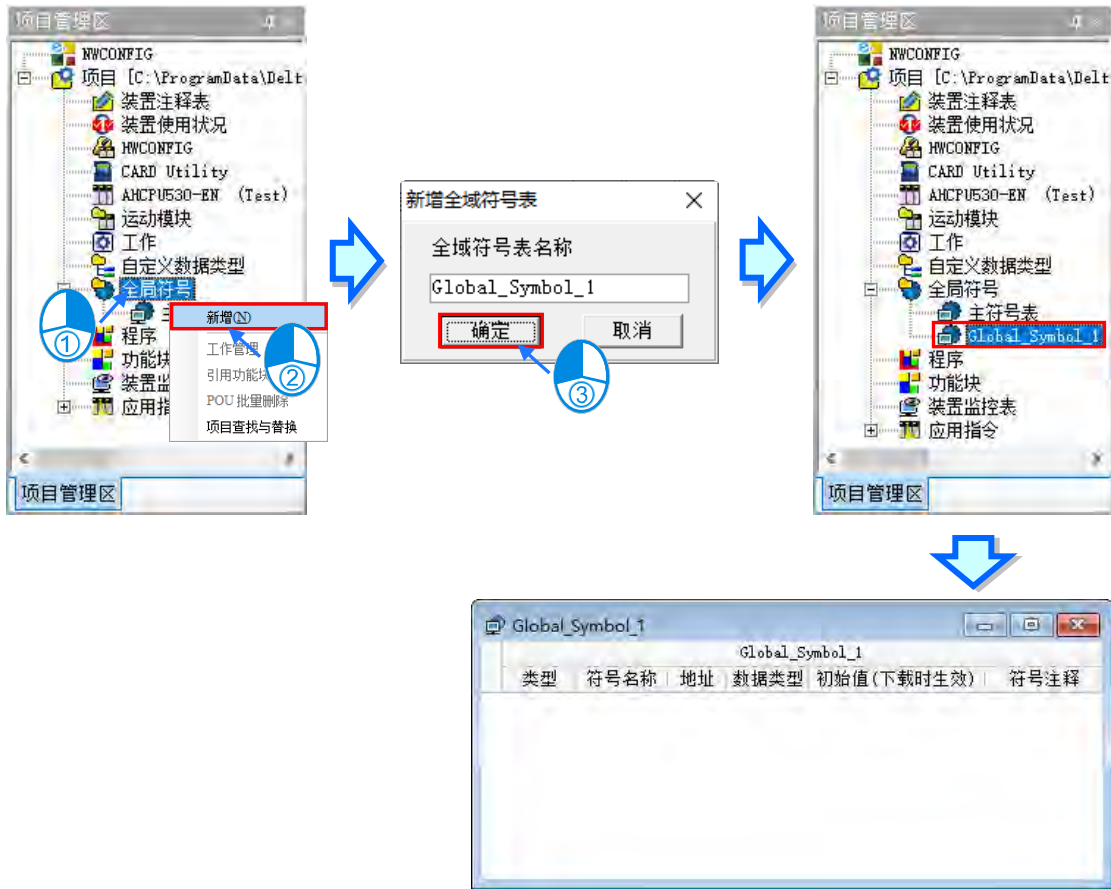 项目管理区
NWCONFIG
项目 [C:\ProgramData\Delt
装置注释表
装置使用状况
HWCONFIG
CARD Utility
AHCPU530-EN (Test)
运动模块
工作
自定义数据类型
全局符号
主
程序
功能块
装置监
应用指
新增(N)
工作管理
引用功能块
POU 批量删除
项目查找与替换
①
②
项目管理区
新增全域符号表
全域符号表名称
Global_Symbol_1
确定
取消
③
项目管理区
NWCONFIG
项目 [C:\ProgramData\Delt
装置注释表
装置使用状况
HWCONFIG
CARD Utility
AHCPU530-EN (Test)
运动模块
工作
自定义数据类型
全局符号
主符号表
Global_Symbol_1
程序
功能块
装置监控表
应用指令
项目管理区
Global_Symbol_1
Global_Symbol_1
类型 符号名称 地址 数据类型 初始值(下载时生效) 符号注释